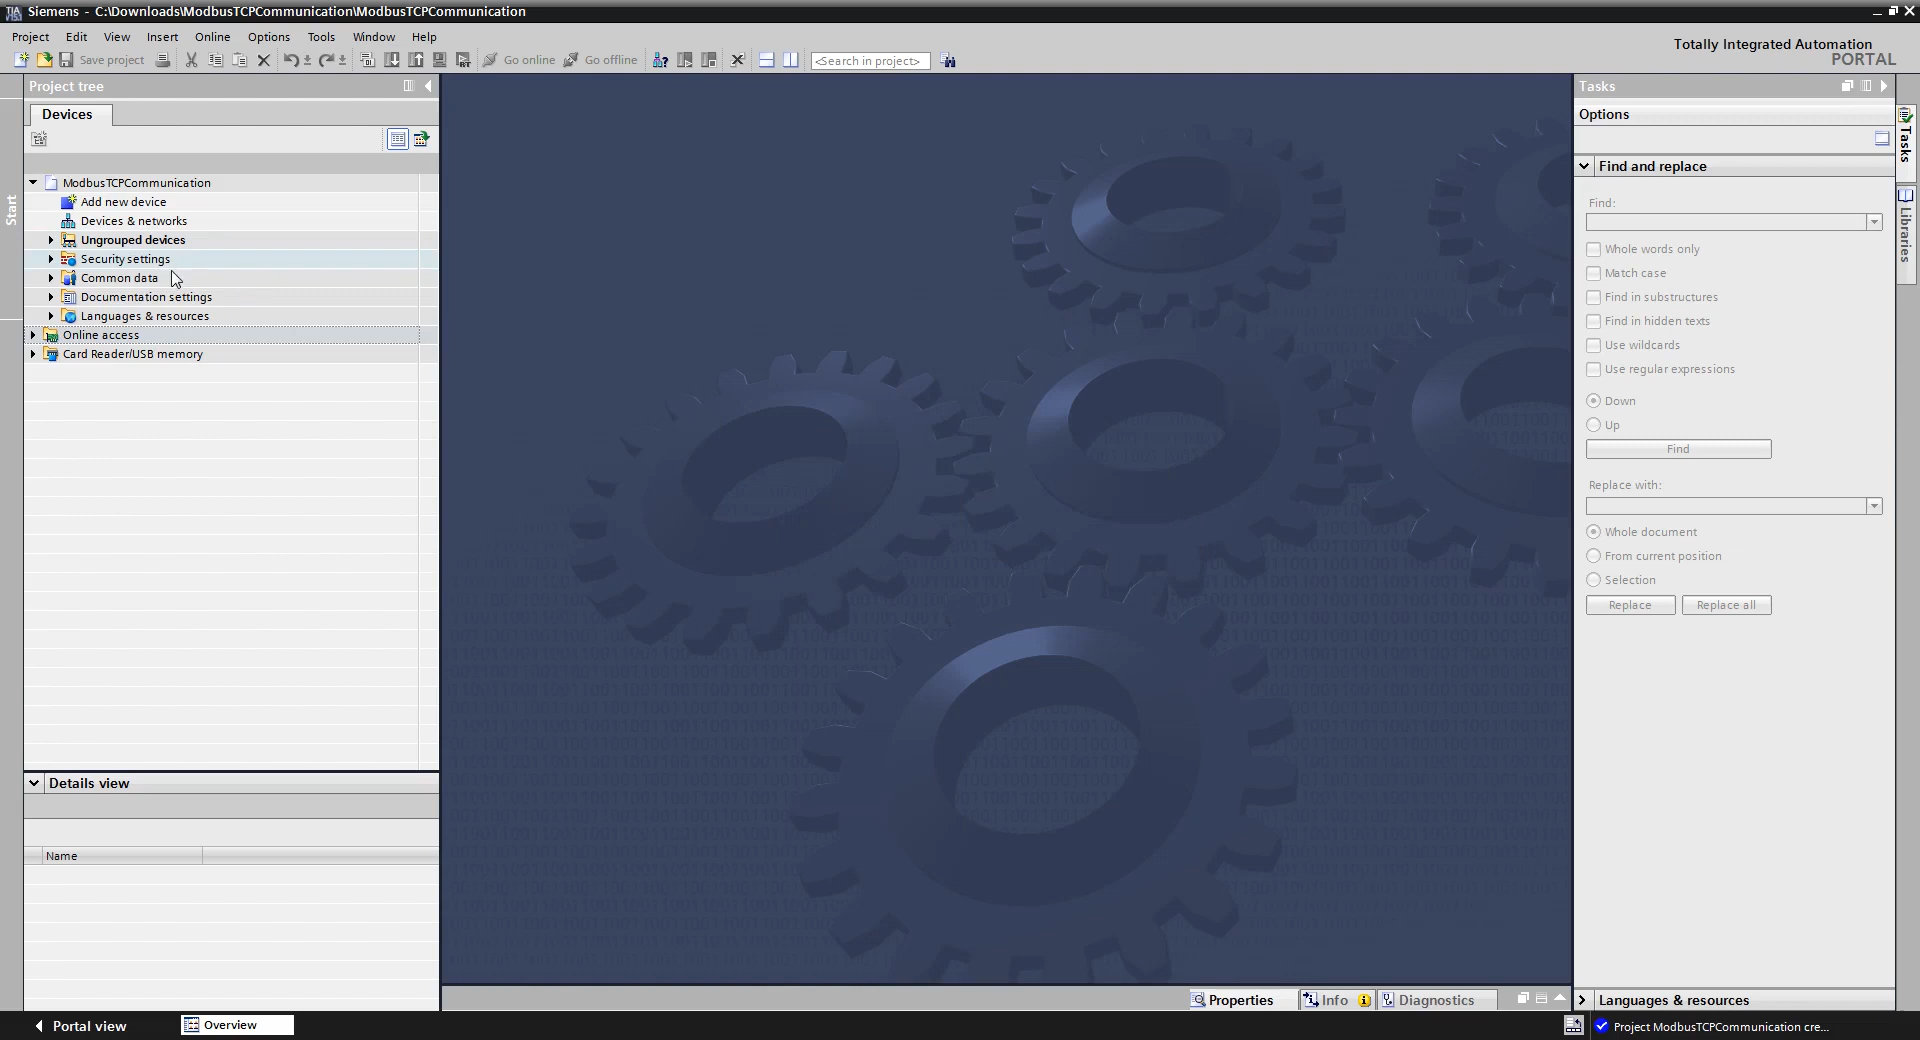 Siemens - C:\Downloads\ModbusTCPCommunication\ModbusTCPCommunication
Project Edit View Insert Online Options Tools Window Help
Totally Integrated Automation
PORTAL
Save project
Go online
Go offline
<Search in project>
Project tree
Devices
Start
ModbusTCPCommunication
Add new device
Devices & networks
Ungrouped devices
Security settings
Common data
Documentation settings
Languages & resources
Online access
Card Reader/USB memory
Details view
Name
Tasks
Options
Find and replace
Find:
Whole words only
Match case
Find in substructures
Find in hidden texts
Use wildcards
Use regular expressions
Down
Up
Find
Replace with:
Whole document
From current position
Selection
Replace
Replace all
Languages & resources
Tasks
Libraries
Properties
Info
Diagnostics
Portal view
Overview
Project ModbusTCPCommunication cre...